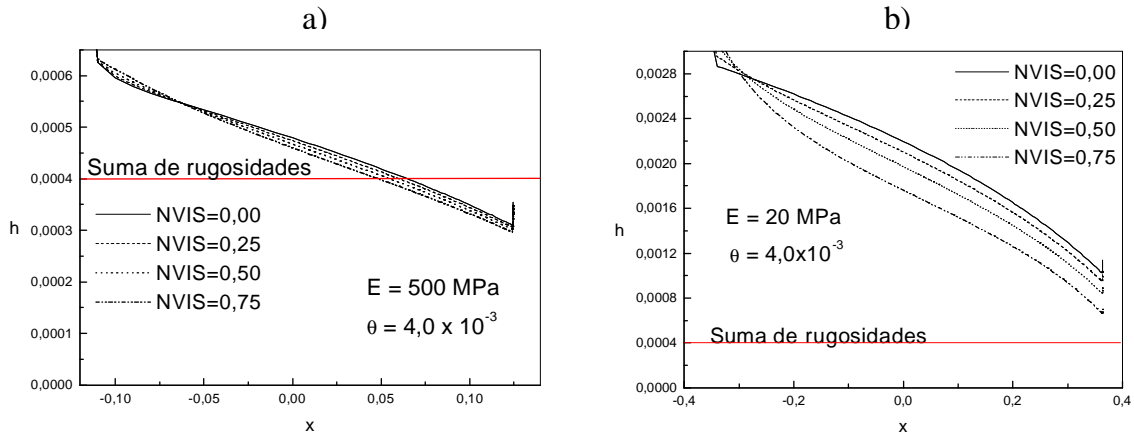 a)
0,0006
0,0005
0,0004
0,0003
0,0002
0,0001
0,0000
h
Suma de rugosidades
NVIS=0,00
NVIS=0,25
NVIS=0,50
NVIS=0,75
E = 500 MPa
θ = 4,0 x 10⁻³
-0,10
-0,05
0,00
0,05
0,10
x
b)
0,0028
0,0024
0,0020
0,0016
0,0012
0,0008
0,0004
0,0000
h
NVIS=0,00
NVIS=0,25
NVIS=0,50
NVIS=0,75
E = 20 MPa
θ = 4,0x10⁻³
Suma de rugosidades
-0,4
-0,2
0,0
0,2
0,4
x